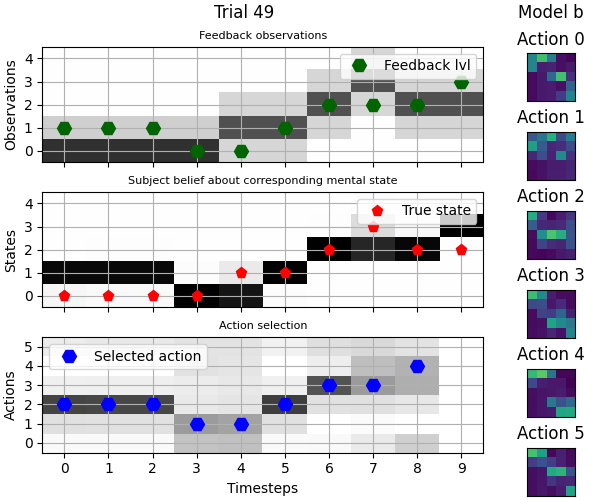 Trial 49
Feedback observations
Observations
4
3
2
1
0
Feedback lvl
Subject belief about corresponding mental state
States
4
3
2
1
0
True state
Action selection
Actions
5
4
3
2
1
0
Selected action
0 1 2 3 4 5 6 7 8 9
Timesteps
Model b
Action 0
Action 1
Action 2
Action 3
Action 4
Action 5